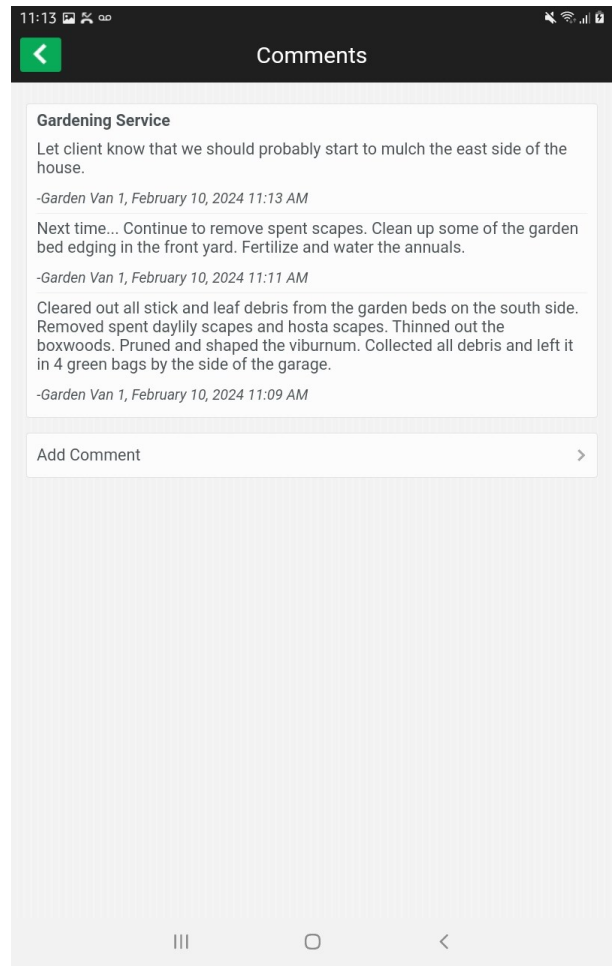 11:13
Comments
Gardening Service
Let client know that we should probably start to mulch the east side of the
house.
-Garden Van 1, February 10, 2024 11:13 AM
Next time... Continue to remove spent scapes. Clean up some of the garden
bed edging in the front yard. Fertilize and water the annuals.
-Garden Van 1, February 10, 2024 11:11 AM
Cleared out all stick and leaf debris from the garden beds on the south side.
Removed spent daylily scapes and hosta scapes. Thinned out the
boxwoods. Pruned and shaped the viburnum. Collected all debris and left it
in 4 green bags by the side of the garage.
-Garden Van 1, February 10, 2024 11:09 AM
Add Comment